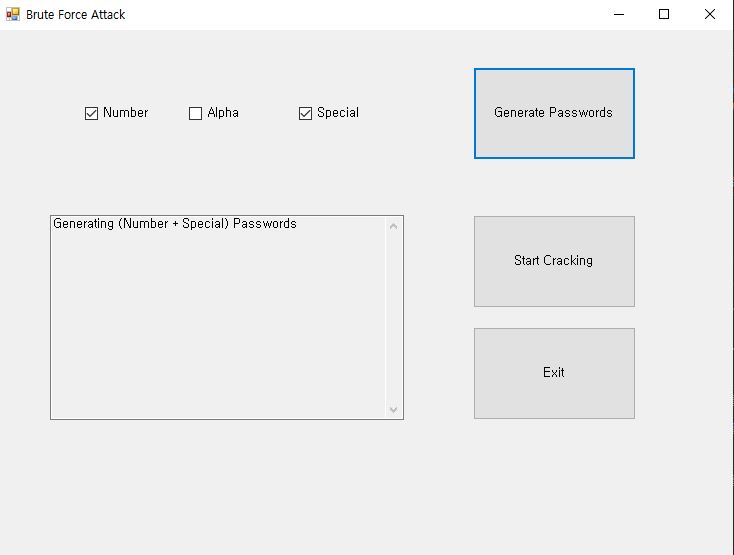 Brute Force Attack
Number Alpha Special
Generate Passwords
Generating (Number + Special) Passwords
Start Cracking
Exit